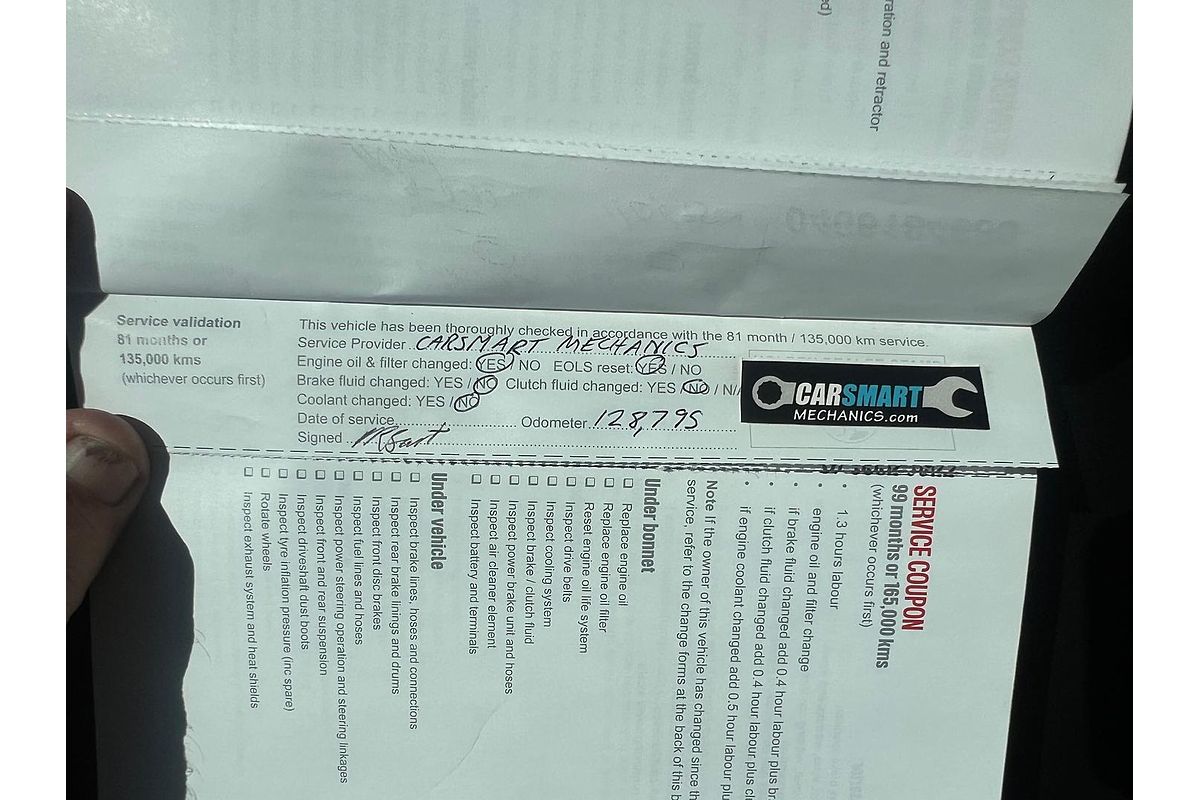 ration and retractor
ed)
Service validation
81 months or
135,000 kms
(whichever occurs first)
This vehicle has been thoroughly checked in accordance with the 81 month / 135,000 km service.
Service Provider CARSMART MECHANICS
Engine oil & filter changed: YES / NO EOLS reset: YES / NO
Brake fluid changed: YES / NO Clutch fluid changed: YES / NO / N/
Coolant changed: YES / NO
Date of service Odometer 128,795
Signed
CARSMART
MECHANICS.com
SERVICE COUPON
99 months or 165,000 kms
(whichever occurs first)
• 1.3 hours labour
• engine oil and filter change
• if brake fluid changed add 0.4 hour labour plus bra
• if clutch fluid changed add 0.4 hour labour plus clu
• if engine coolant changed add 0.5 hour labour plu
Note If the owner of this vehicle has changed since th
service, refer to the change forms at the back of this b
Under bonnet
☐ Replace engine oil
☐ Replace engine oil filter
☐ Reset engine oil life system
☐ Inspect drive belts
☐ Inspect cooling system
☐ Inspect brake / clutch fluid
☐ Inspect power brake unit and hoses
☐ Inspect air cleaner element
☐ Inspect battery and terminals
Under vehicle
☐ Inspect brake lines, hoses and connections
☐ Inspect rear brake linings and drums
☐ Inspect front disc brakes
☐ Inspect fuel lines and hoses
☐ Inspect power steering operation and steering linkages
☐ Inspect front and rear suspension
☐ Inspect driveshaft dust boots
☐ Inspect tyre inflation pressure (inc spare)
☐ Rotate wheels
☐ Inspect exhaust system and heat shields